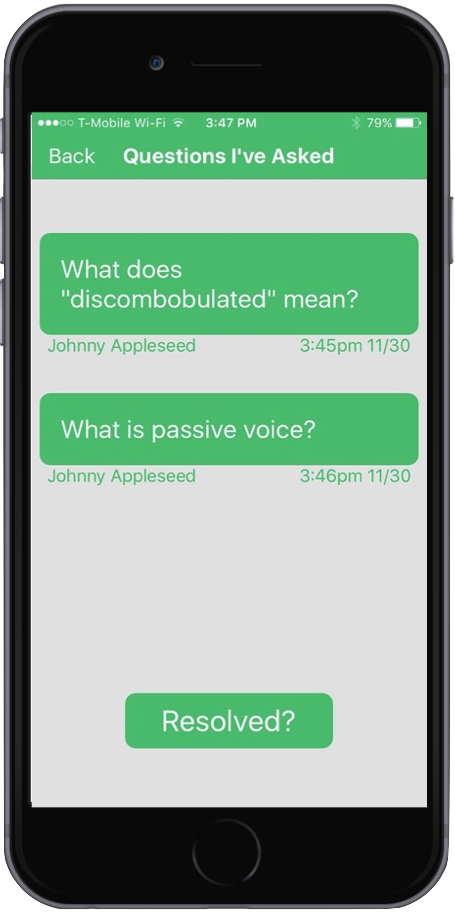 T-Mobile Wi-Fi 3:47 PM 79%
Back Questions I've Asked
What does
"discombobulated" mean?
Johnny Appleseed 3:45pm 11/30
What is passive voice?
Johnny Appleseed 3:46pm 11/30
Resolved?